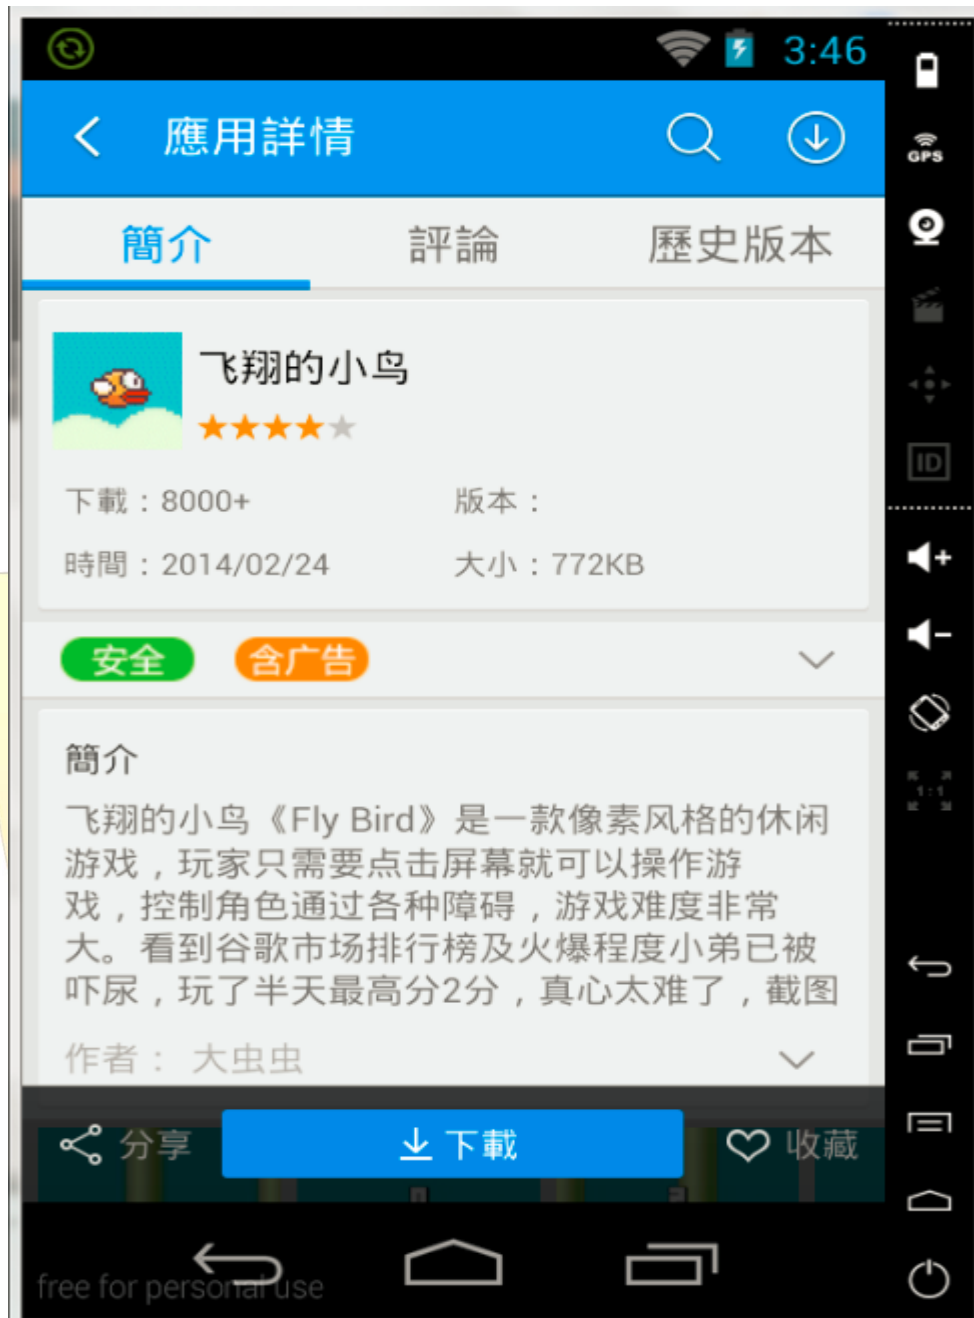 3:46
應用詳情
GPS
簡介 評論 歷史版本
飞翔的小鸟
ID
下載：8000+ 版本：
時間：2014/02/24 大小：772KB
安全 含广告
簡介
1:1
飞翔的小鸟《Fly Bird》是一款像素风格的休闲
游戏，玩家只需要点击屏幕就可以操作游
戏，控制角色通过各种障碍，游戏难度非常
大。看到谷歌市场排行榜及火爆程度小弟已被
吓尿，玩了半天最高分2分，真心太难了，截图
作者： 大虫虫
分享 下載 收藏
free for personal use